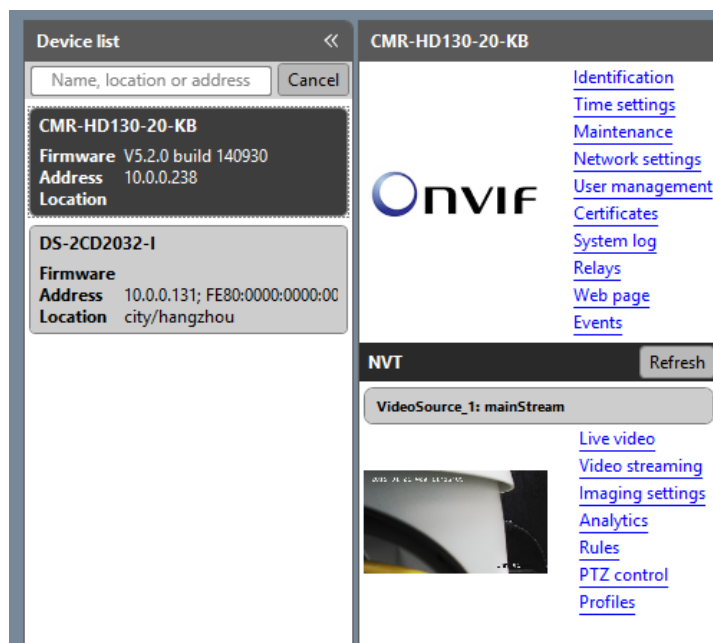 Device list
Name, location or address
Cancel
CMR-HD130-20-KB
Firmware V5.2.0 build 140930
Address 10.0.0.238
Location
DS-2CD2032-I
Firmware
Address 10.0.0.131; FE80:0000:0000:00
Location city/hangzhou
CMR-HD130-20-KB
ONVIF
Identification
Time settings
Maintenance
Network settings
User management
Certificates
System log
Relays
Web page
Events
NVT
Refresh
VideoSource_1: mainStream
Live video
Video streaming
Imaging settings
Analytics
Rules
PTZ control
Profiles